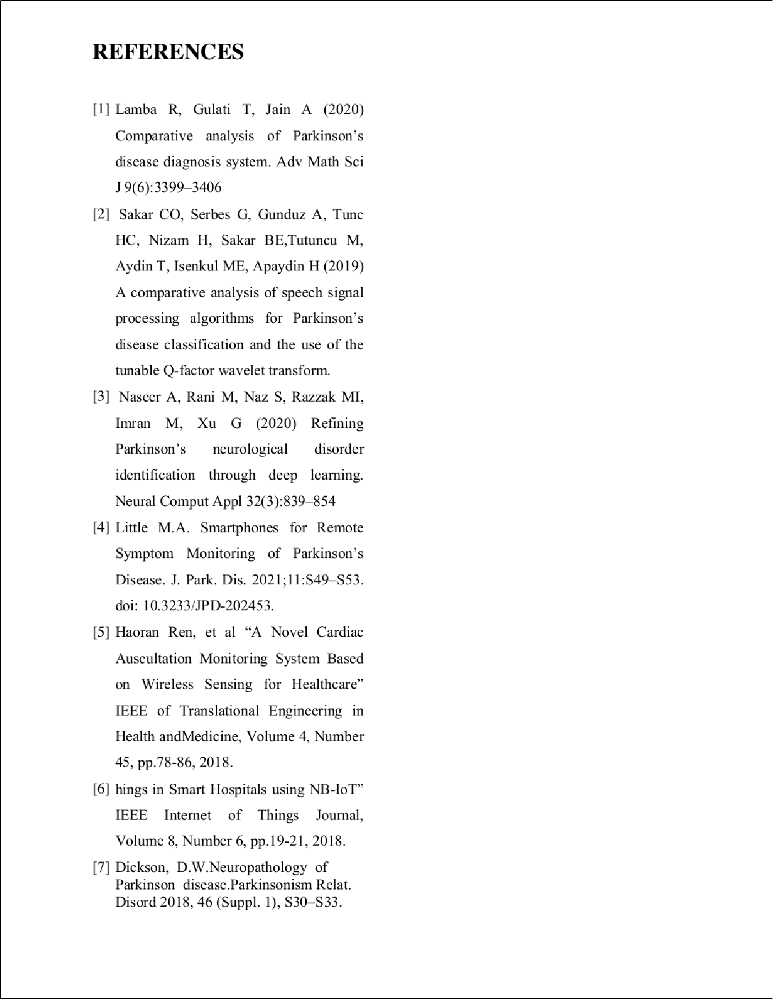 REFERENCES
[1] Lamba R, Gulati T, Jain A (2020)
Comparative analysis of Parkinson’s
disease diagnosis system. Adv Math Sci
J 9(6):3399–3406
[2] Sakar CO, Serbes G, Gunduz A, Tunc
HC, Nizam H, Sakar BE,Tutuncu M,
Aydin T, Isenkul ME, Apaydin H (2019)
A comparative analysis of speech signal
processing algorithms for Parkinson’s
disease classification and the use of the
tunable Q-factor wavelet transform.
[3] Naseer A, Rani M, Naz S, Razzak MI,
Imran M, Xu G (2020) Refining
Parkinson’s neurological disorder
identification through deep learning.
Neural Comput Appl 32(3):839–854
[4] Little M.A. Smartphones for Remote
Symptom Monitoring of Parkinson’s
Disease. J. Park. Dis. 2021;11:S49–S53.
doi: 10.3233/JPD-202453.
[5] Haoran Ren, et al “A Novel Cardiac
Auscultation Monitoring System Based
on Wireless Sensing for Healthcare”
IEEE of Translational Engineering in
Health andMedicine, Volume 4, Number
45, pp.78-86, 2018.
[6] hings in Smart Hospitals using NB-IoT”
IEEE Internet of Things Journal,
Volume 8, Number 6, pp.19-21, 2018.
[7] Dickson, D.W.Neuropathology of
Parkinson disease.Parkinsonism Relat.
Disord 2018, 46 (Suppl. 1), S30–S33.